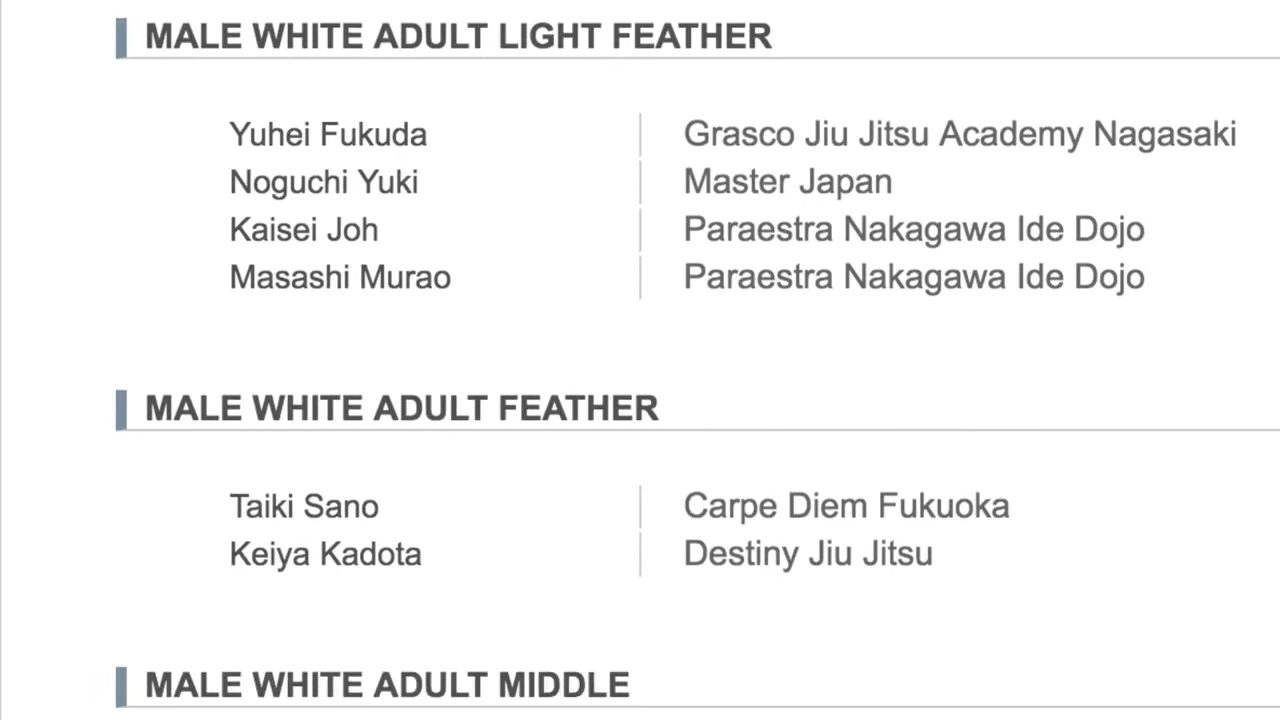 MALE WHITE ADULT LIGHT FEATHER
Yuhei Fukuda Grasco Jiu Jitsu Academy Nagasaki
Noguchi Yuki Master Japan
Kaisei Joh Paraestra Nakagawa Ide Dojo
Masashi Murao Paraestra Nakagawa Ide Dojo
MALE WHITE ADULT FEATHER
Taiki Sano Carpe Diem Fukuoka
Keiya Kadota Destiny Jiu Jitsu
MALE WHITE ADULT MIDDLE